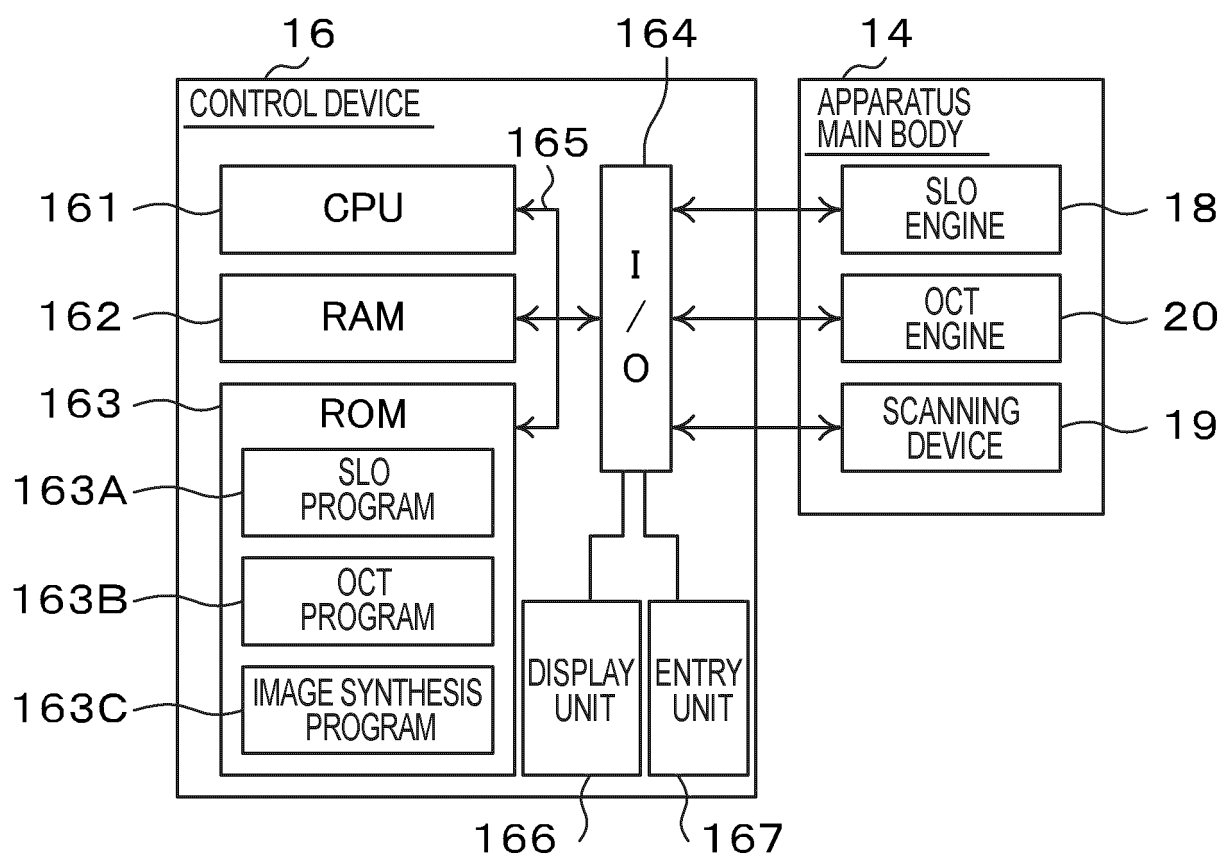 16
164
14
CONTROL DEVICE
APPARATUS
MAIN BODY
165
161
CPU
SLO
ENGINE
18
I
/
O
162
RAM
OCT
ENGINE
20
163
ROM
SCANNING
DEVICE
19
163A
SLO
PROGRAM
163B
OCT
PROGRAM
163C
IMAGE SYNTHESIS
PROGRAM
DISPLAY
UNIT
ENTRY
UNIT
166
167